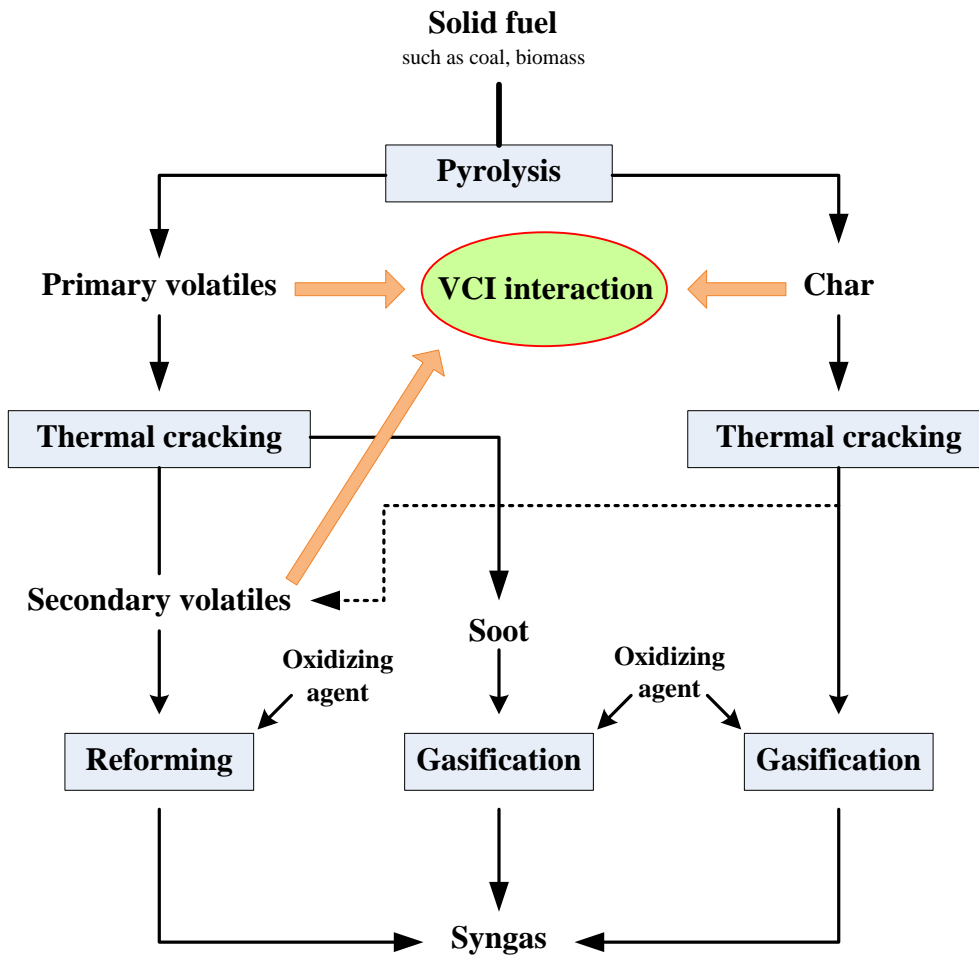 Solid fuel
such as coal, biomass
Pyrolysis
Primary volatiles
VCI interaction
Char
Thermal cracking
Thermal cracking
Secondary volatiles
Soot
Oxidizing
agent
Oxidizing
agent
Reforming
Gasification
Gasification
Syngas